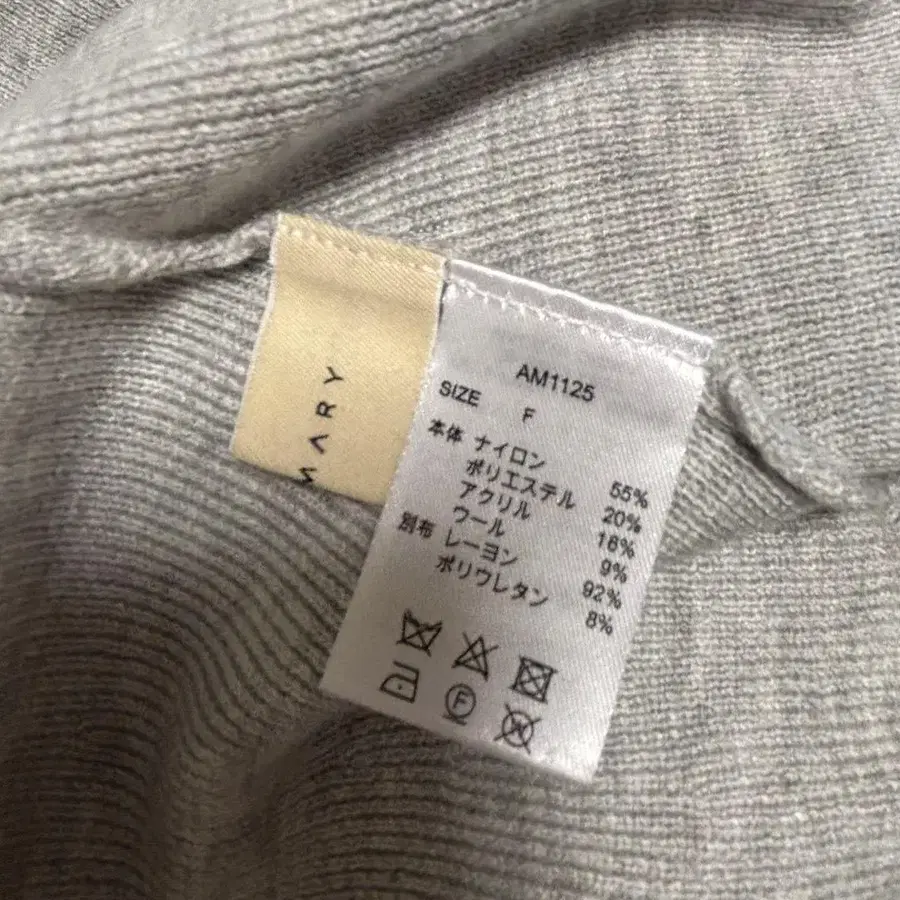 MARY
AM1125
SIZE F
本体 ナイロン 55%
ポリエステル 20%
アクリル 16%
ウール 9%
別布 レーヨン 92%
ポリウレタン 8%
F